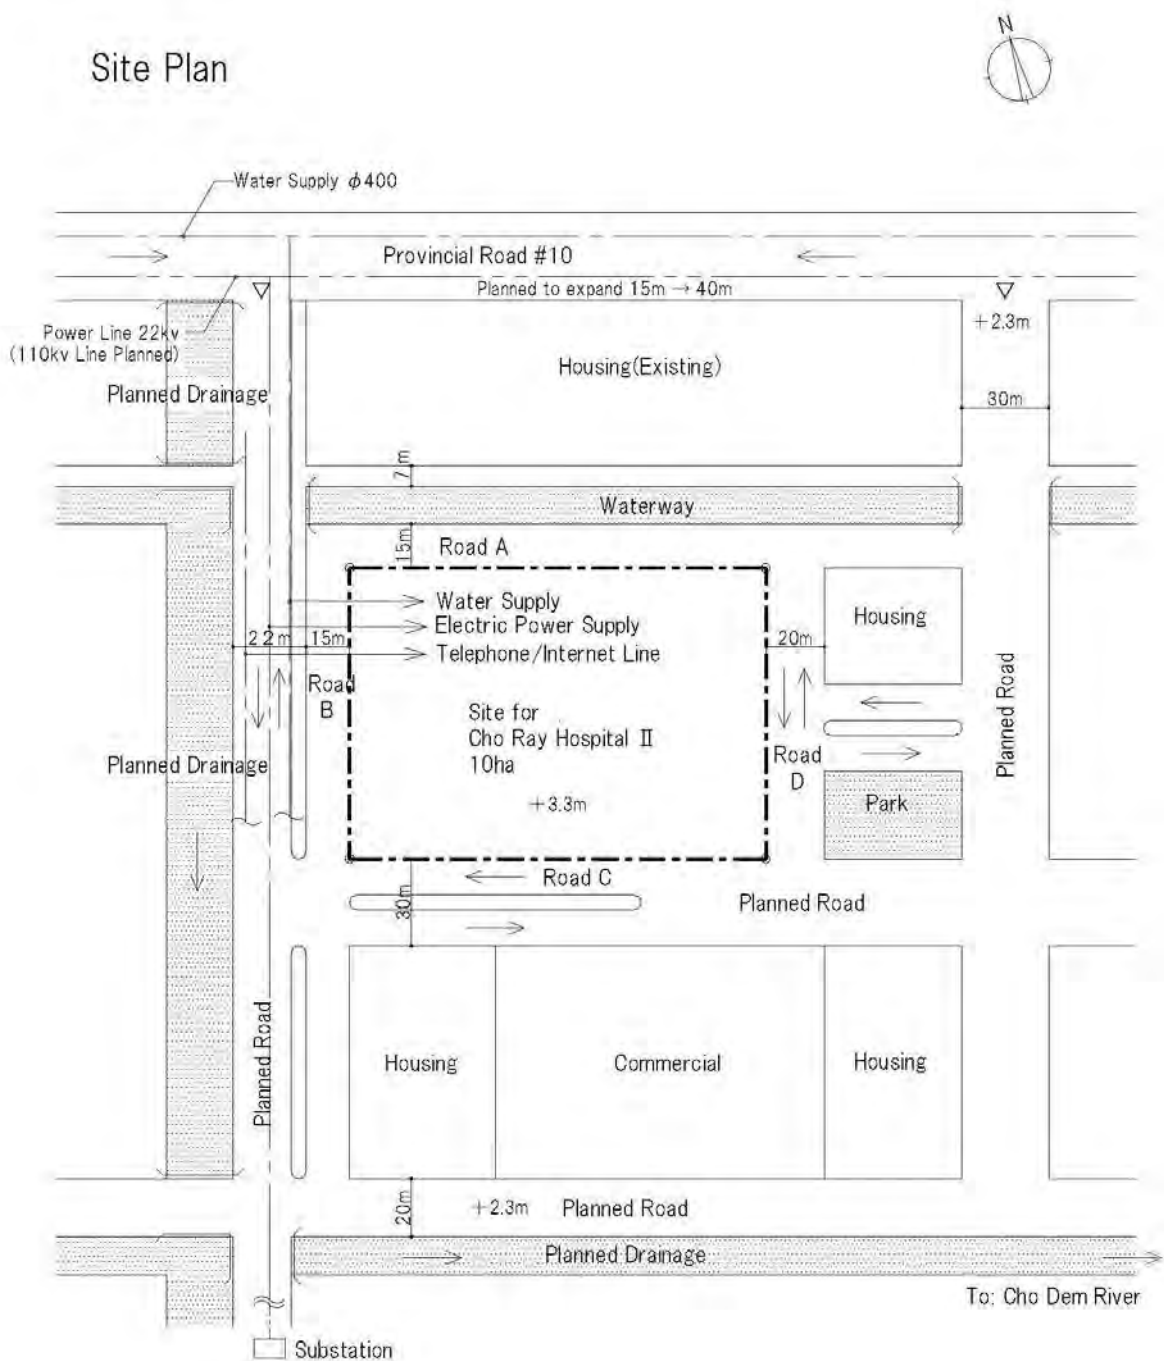 N
Site Plan
Water Supply φ400
Provincial Road #10
Planned to expand 15m → 40m
Power Line 22kv
(110kv Line Planned)
+2.3m
Housing(Existing)
Planned Drainage
30m
7m
Waterway
15m
Road A
Water Supply
Electric Power Supply
Telephone/Internet Line
22m
15m
20m
Housing
Road
B
Site for
Cho Ray Hospital Ⅱ
10ha
+3.3m
Planned Drainage
Road
D
Planned Road
Park
Road C
30m
Planned Road
Planned Road
Housing
Commercial
Housing
20m
+2.3m
Planned Road
Planned Drainage
To: Cho Dem River
Substation